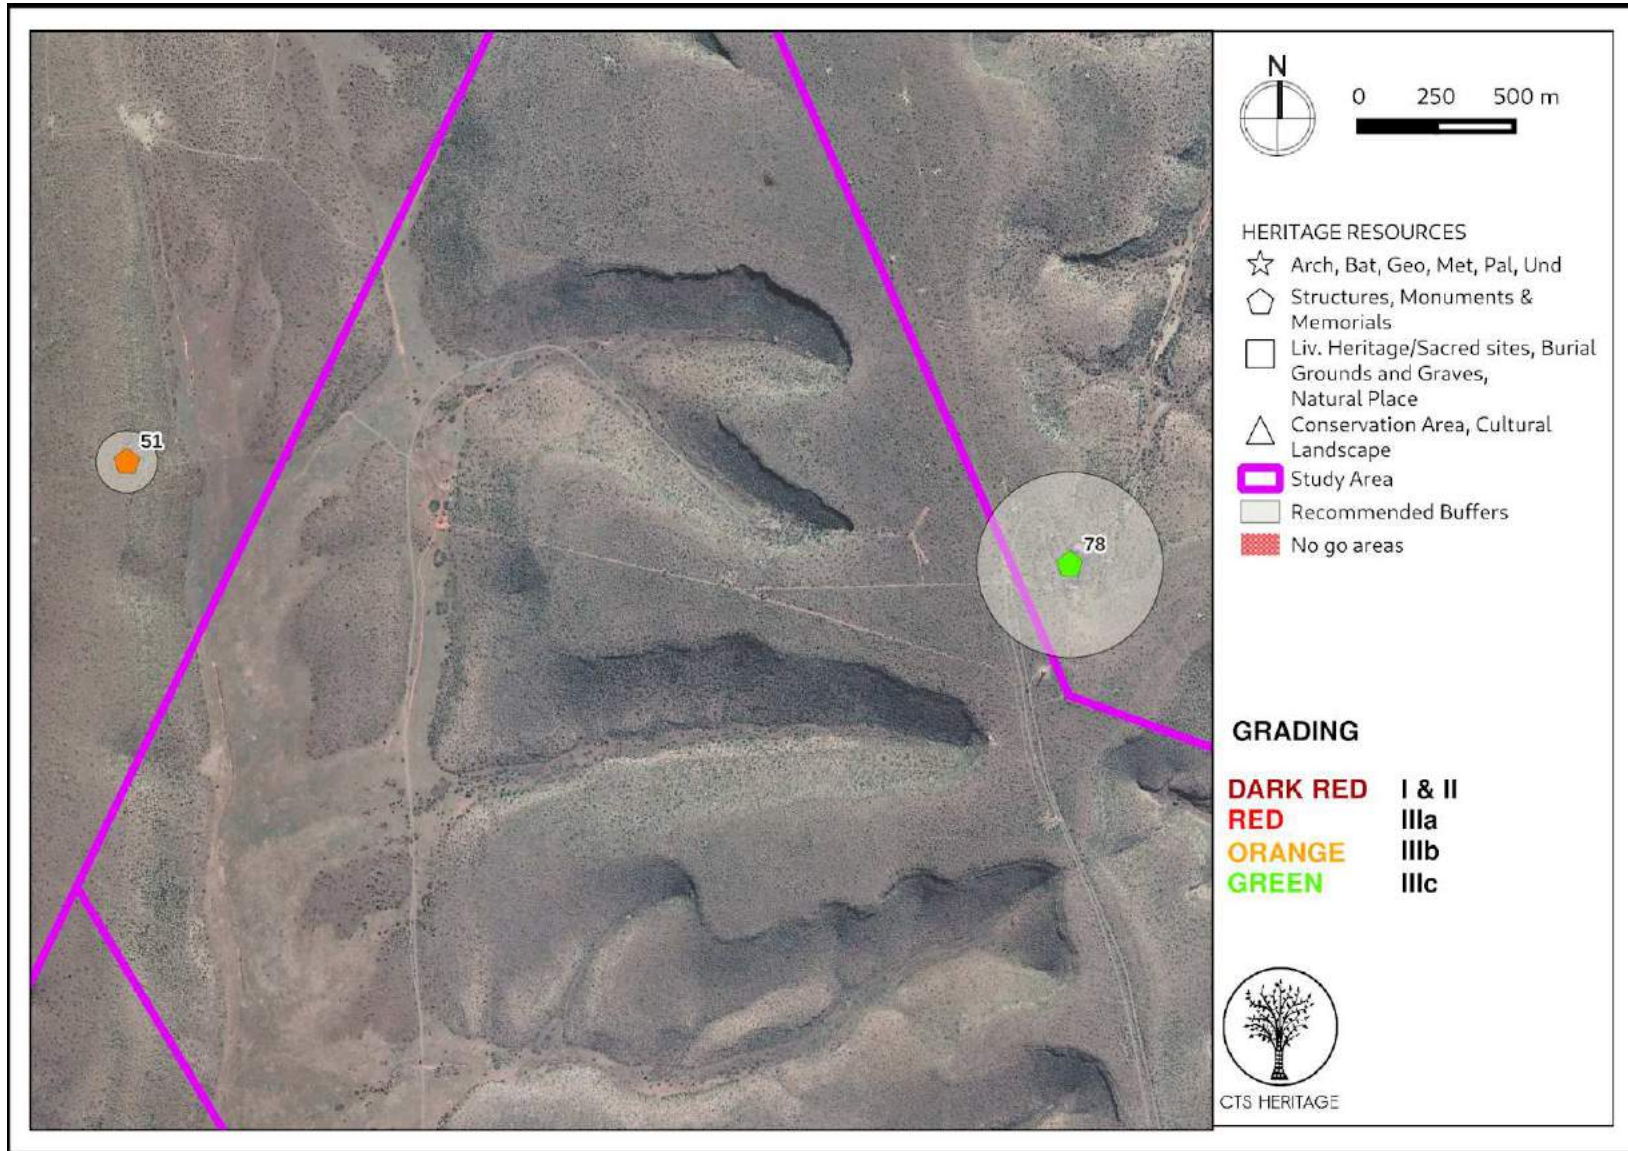 51
78
N
0 250 500 m
HERITAGE RESOURCES
Arch, Bat, Geo, Met, Pal, Und
Structures, Monuments &
Memorials
Liv. Heritage/Sacred sites, Burial
Grounds and Graves,
Natural Place
Conservation Area, Cultural
Landscape
Study Area
Recommended Buffers
No go areas
GRADING
DARK RED I & II
RED IIIa
ORANGE IIIb
GREEN IIIc
CTS HERITAGE